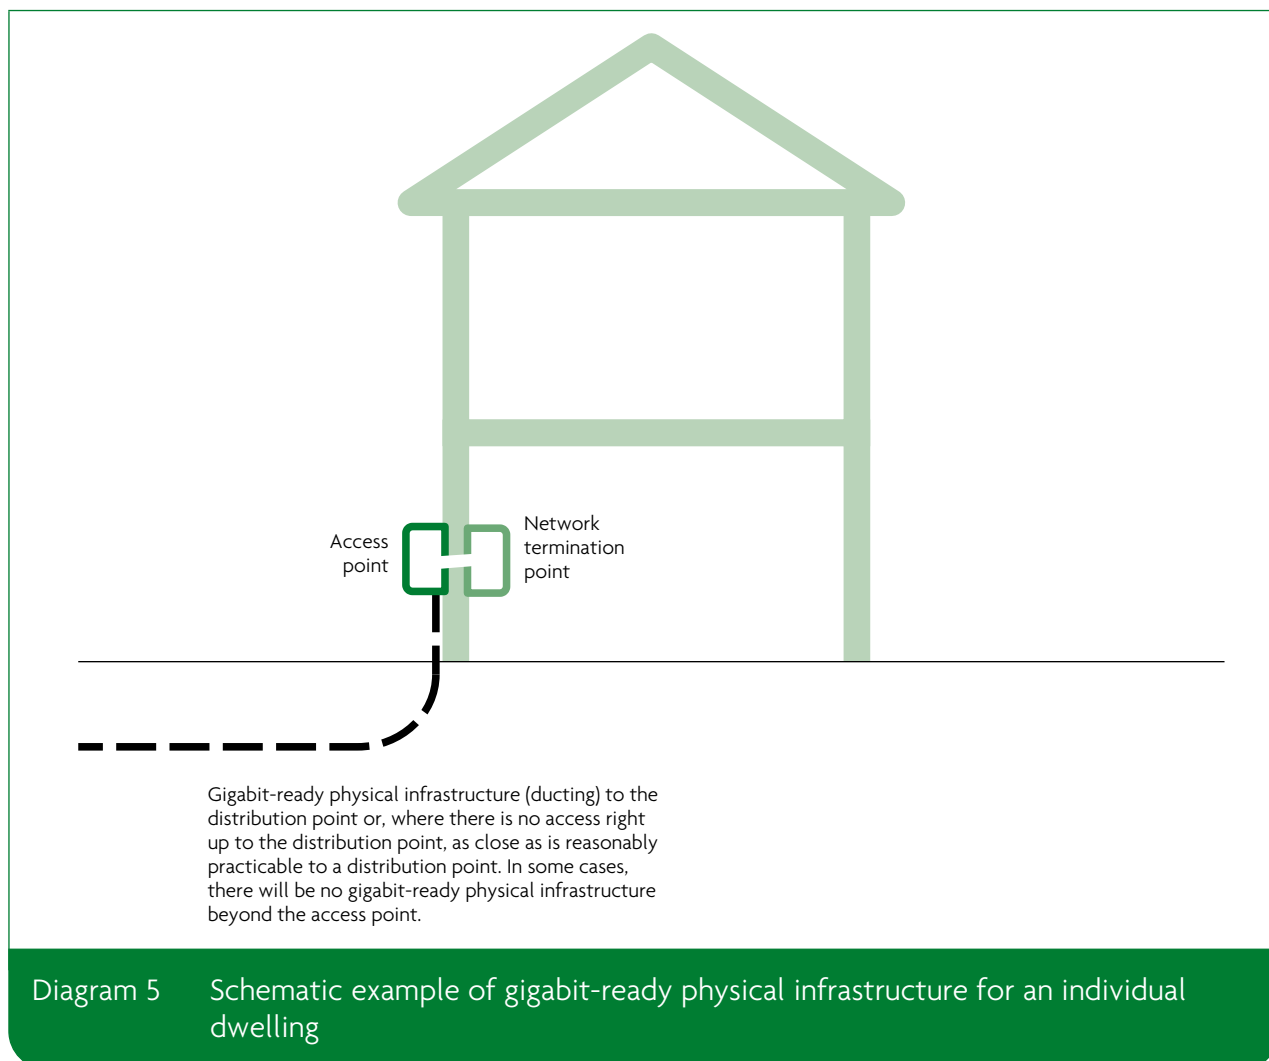 Access
point
Network
termination
point
Gigabit-ready physical infrastructure (ducting) to the
distribution point or, where there is no access right
up to the distribution point, as close as is reasonably
practicable to a distribution point. In some cases,
there will be no gigabit-ready physical infrastructure
beyond the access point.
Diagram 5 Schematic example of gigabit-ready physical infrastructure for an individual
dwelling